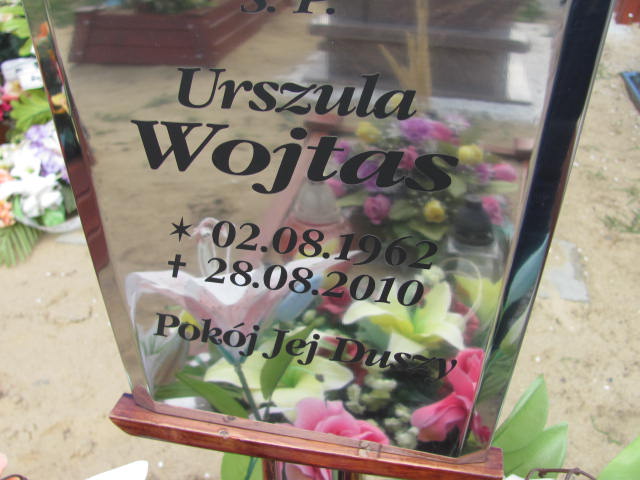 Ś. P.
Urszula
Wojtas
✶ 02.08.1962
✝ 28.08.2010
Pokój Jej Duszy